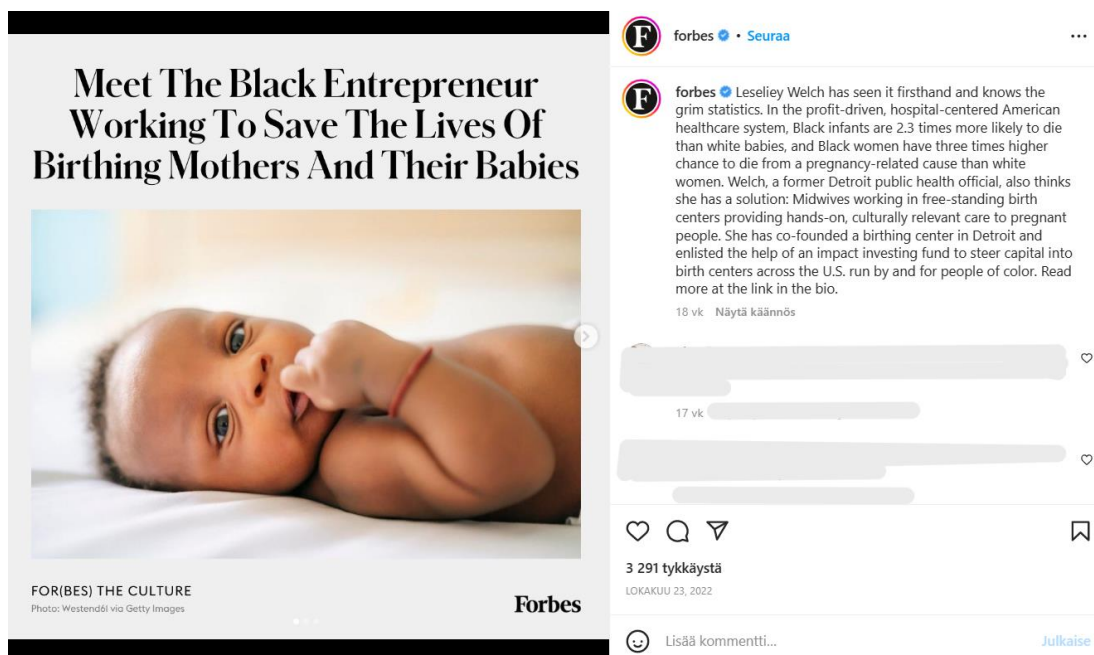 Meet The Black Entrepreneur
Working To Save The Lives Of
Birthing Mothers And Their Babies
FOR(BES) THE CULTURE
Photo: Westend61 via Getty Images
Forbes
forbes • Seuraa
forbes Leseliey Welch has seen it firsthand and knows the
grim statistics. In the profit-driven, hospital-centered American
healthcare system, Black infants are 2.3 times more likely to die
than white babies, and Black women have three times higher
chance to die from a pregnancy-related cause than white
women. Welch, a former Detroit public health official, also thinks
she has a solution: Midwives working in free-standing birth
centers providing hands-on, culturally relevant care to pregnant
people. She has co-founded a birthing center in Detroit and
enlisted the help of an impact investing fund to steer capital into
birth centers across the U.S. run by and for people of color. Read
more at the link in the bio.
18 vk Näytä käännös
17 vk
3 291 tykkäystä
LOKAKUU 23, 2022
Lisää kommentti...
Julkaise